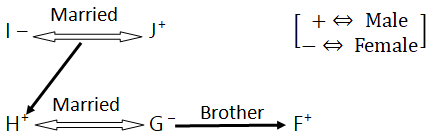 Married
I − J⁺
+ ⇔ Male
− ⇔ Female
Married
Brother
H⁺ G⁻ F⁺